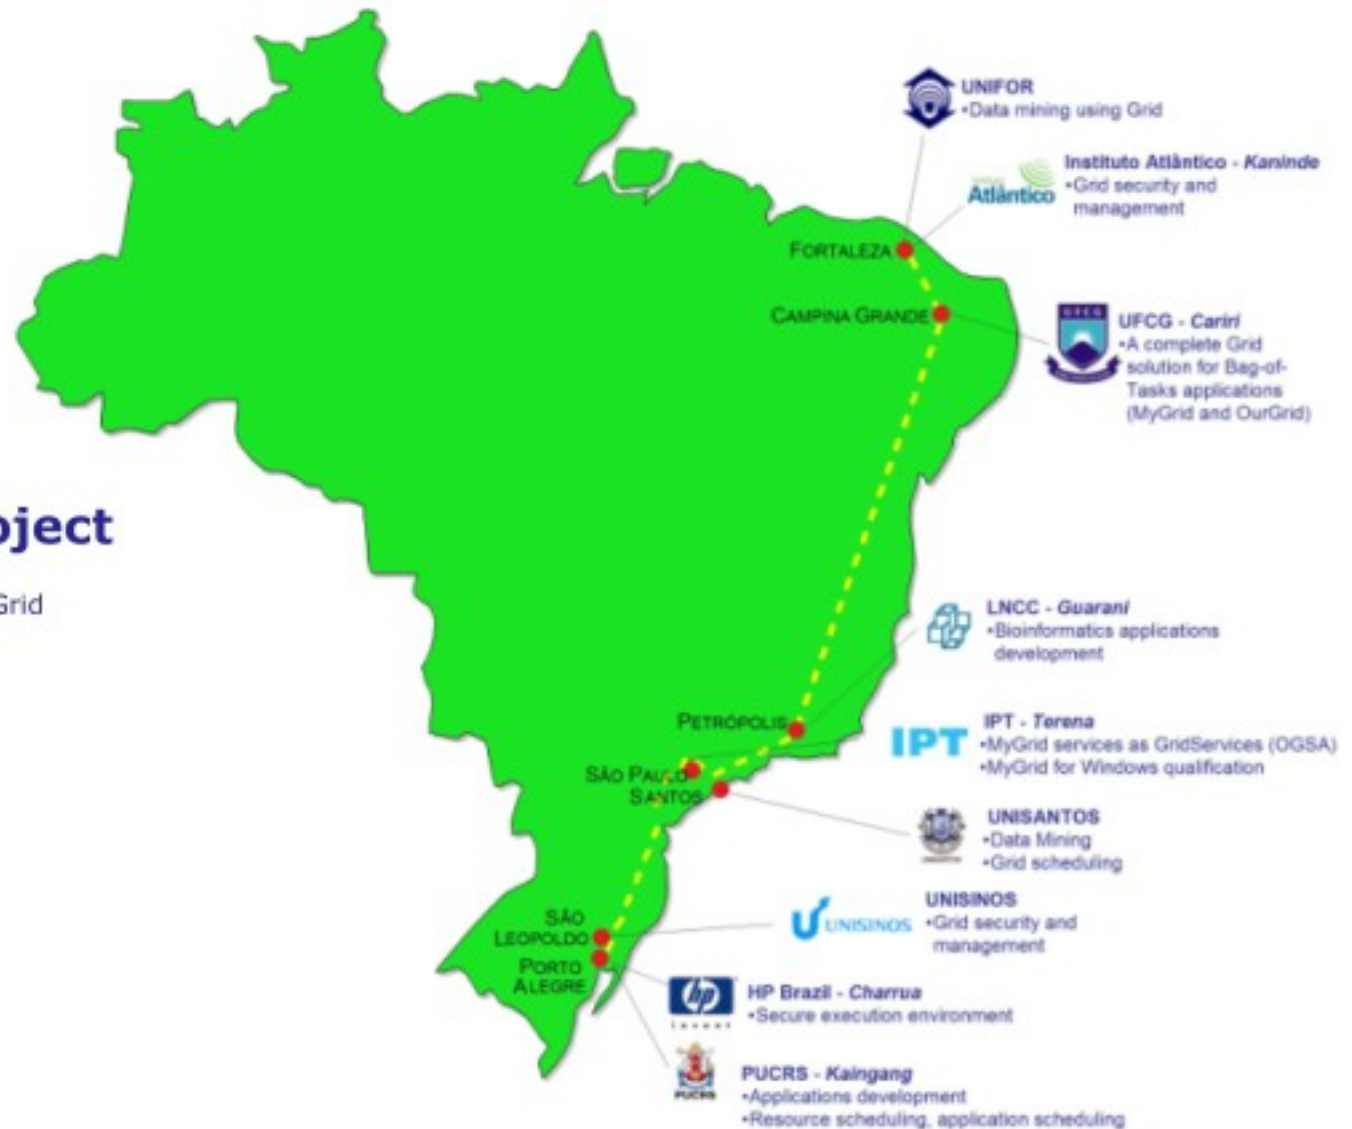 UNIFOR
•Data mining using Grid
Instituto Atlântico - Kaninde
•Grid security and
management
Atlântico
FORTALEZA
CAMPINA GRANDE
UFCG
UFCG - Cariri
•A complete Grid
solution for Bag-of-
Tasks applications
(MyGrid and OurGrid)
oject
Grid
LNCC - Guarani
•Bioinformatics applications
development
PETRÓPOLIS
IPT
IPT - Terena
•MyGrid services as GridServices (OGSA)
•MyGrid for Windows qualification
SÃO PAULO
SANTOS
UNISANTOS
•Data Mining
•Grid scheduling
UNISINOS
UNISINOS
•Grid security and
management
SÃO
LEOPOLDO
PORTO
ALEGRE
hp
invent
HP Brazil - Charrua
•Secure execution environment
PUCRS
PUCRS - Kaingang
•Applications development
•Resource scheduling, application scheduling